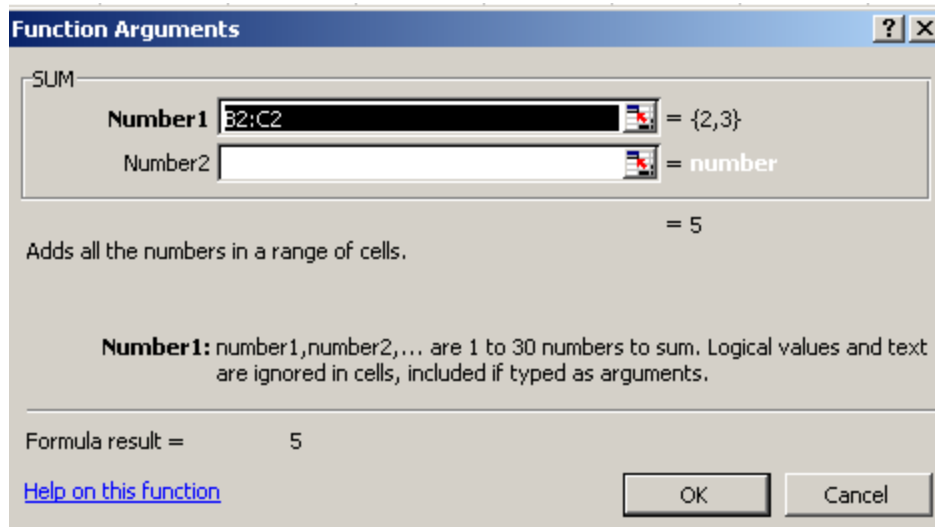 Function Arguments
SUM
Number1 B2:C2 = {2,3}
Number2 = number
= 5
Adds all the numbers in a range of cells.
Number1: number1,number2,... are 1 to 30 numbers to sum. Logical values and text
are ignored in cells, included if typed as arguments.
Formula result = 5
Help on this function
OK Cancel